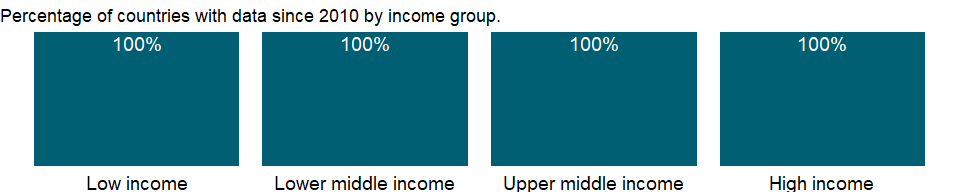 Percentage of countries with data since 2010 by income group.
100% 100% 100% 100%
Low income Lower middle income Upper middle income High income